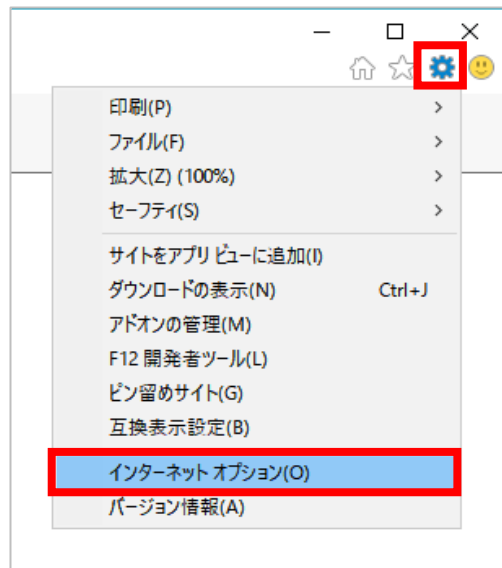 印刷(P)
ファイル(F)
拡大(Z) (100%)
セーフティ(S)
サイトをアプリ ビューに追加(I)
ダウンロードの表示(N) Ctrl+J
アドオンの管理(M)
F12 開発者ツール(L)
ピン留めサイト(G)
互換表示設定(B)
インターネット オプション(O)
バージョン情報(A)